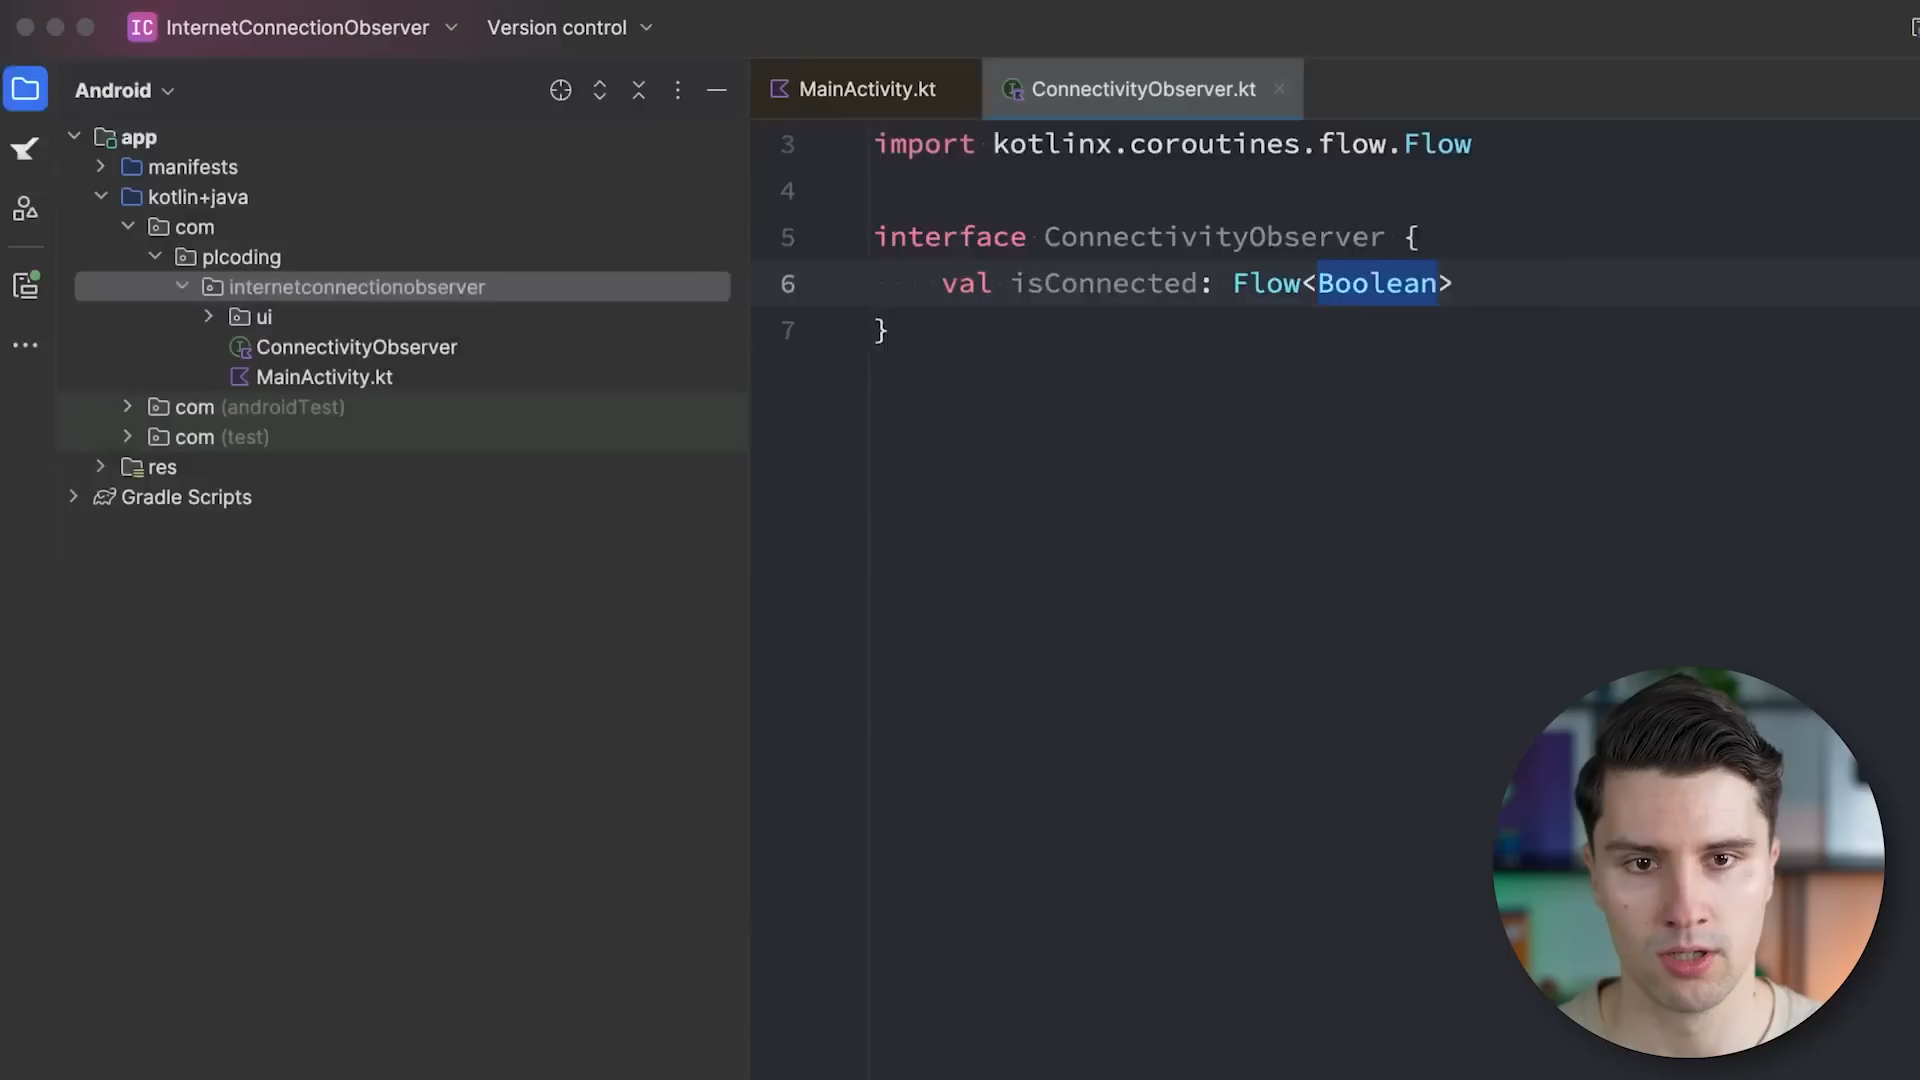 IC InternetConnectionObserver Version control
Android
app
manifests
kotlin+java
com
plcoding
internetconnectionobserver
ui
ConnectivityObserver
MainActivity.kt
com (androidTest)
com (test)
res
Gradle Scripts
MainActivity.kt ConnectivityObserver.kt
3 import kotlinx.coroutines.flow.Flow
4
5 interface ConnectivityObserver {
6 val isConnected: Flow<Boolean>
7 }